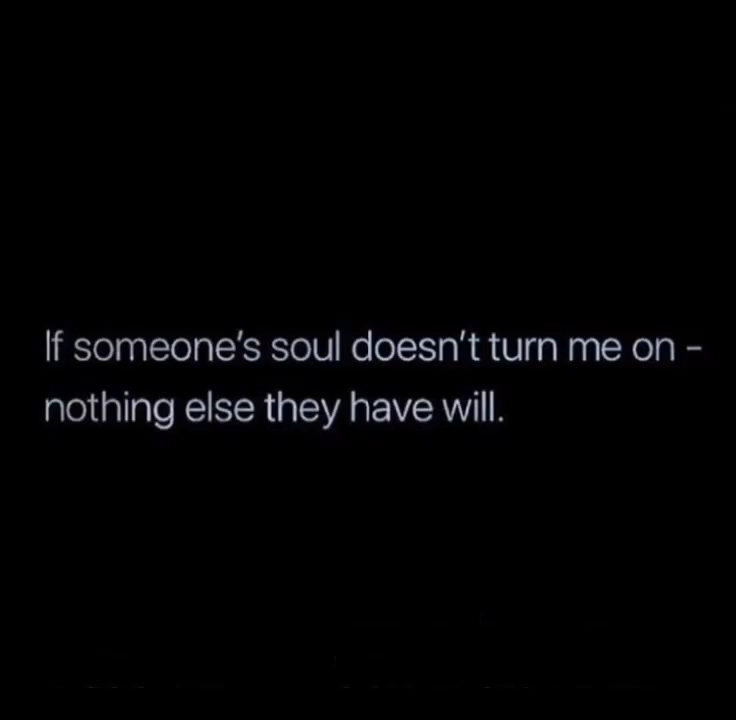 If someone’s soul doesn’t turn me on –
nothing else they have will.